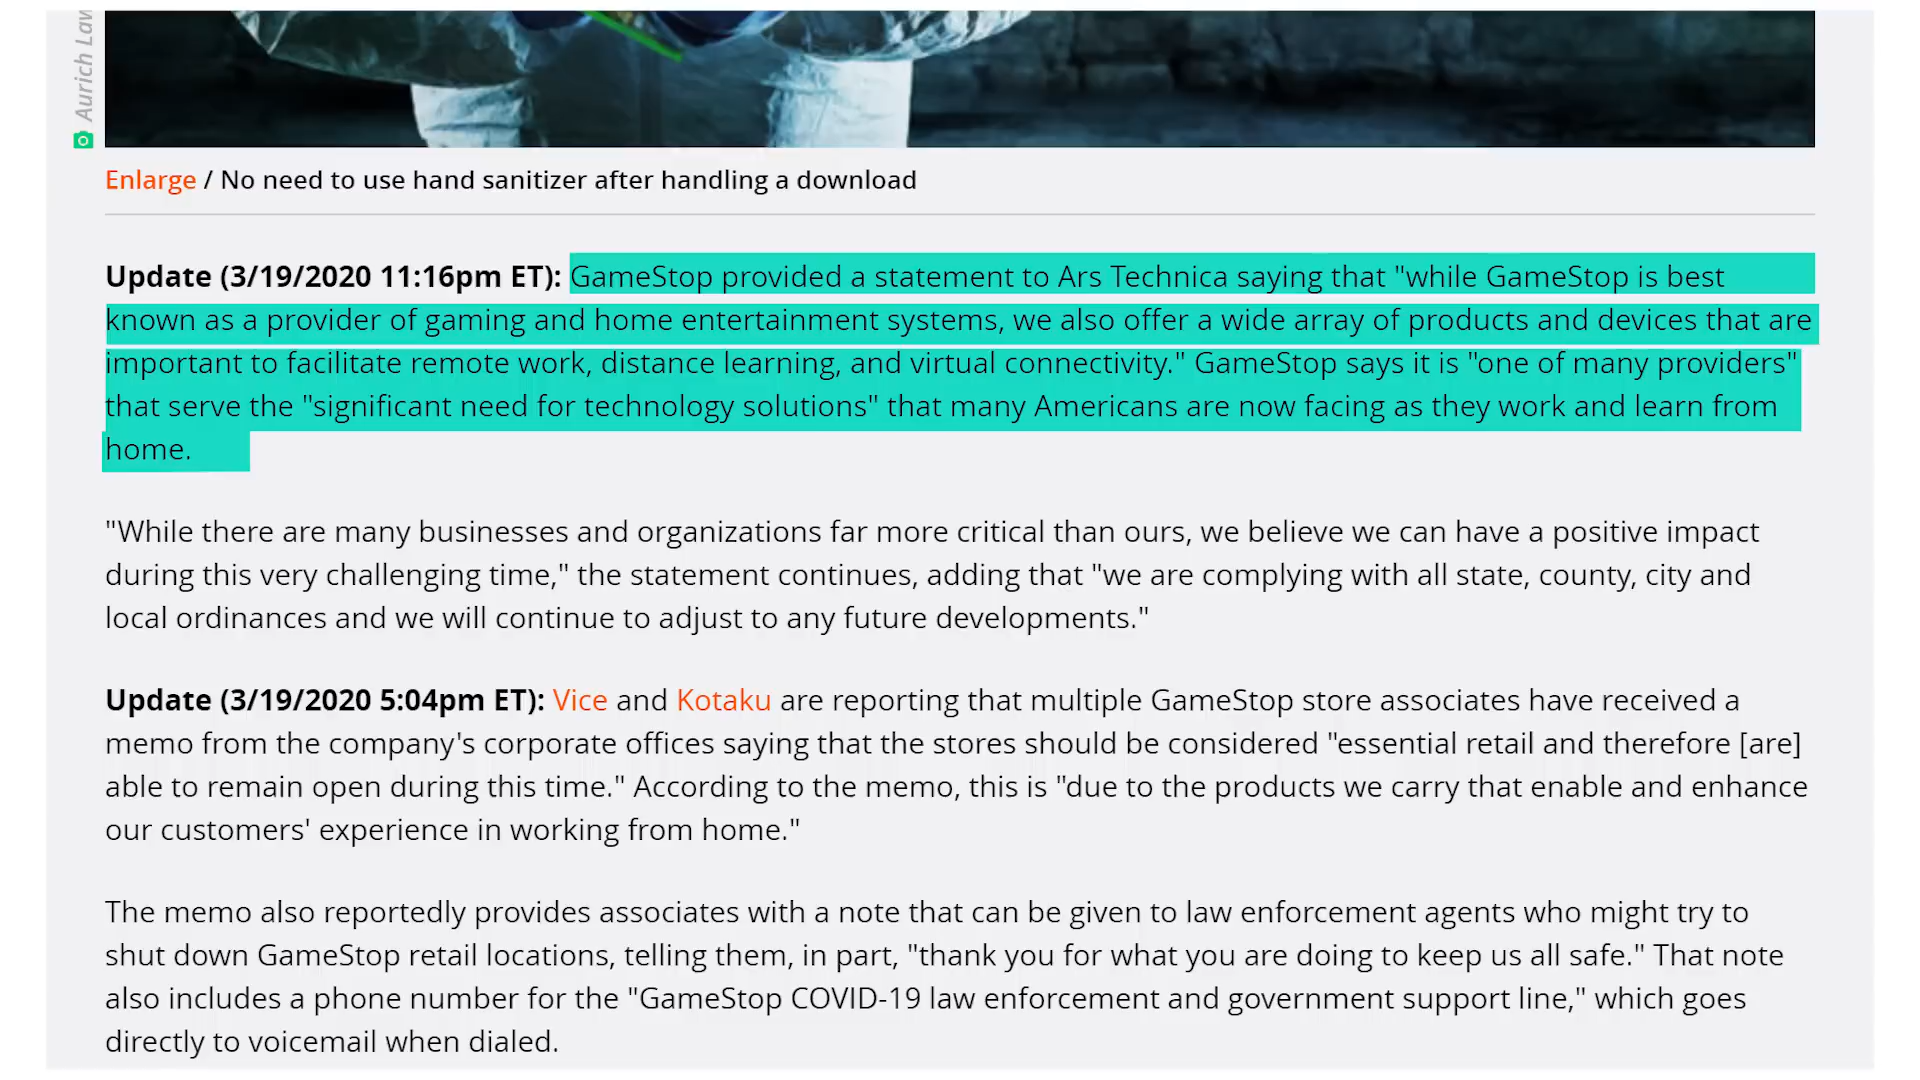 Aurich
Enlarge / No need to use hand sanitizer after handling a download
Update (3/19/2020 11:16pm ET): GameStop provided a statement to Ars Technica saying that "while GameStop is best
known as a provider of gaming and home entertainment systems, we also offer a wide array of products and devices that are
important to facilitate remote work, distance learning, and virtual connectivity." GameStop says it is "one of many providers"
that serve the "significant need for technology solutions" that many Americans are now facing as they work and learn from
home.
"While there are many businesses and organizations far more critical than ours, we believe we can have a positive impact
during this very challenging time," the statement continues, adding that "we are complying with all state, county, city and
local ordinances and we will continue to adjust to any future developments."
Update (3/19/2020 5:04pm ET): Vice and Kotaku are reporting that multiple GameStop store associates have received a
memo from the company's corporate offices saying that the stores should be considered "essential retail and therefore [are]
able to remain open during this time." According to the memo, this is "due to the products we carry that enable and enhance
our customers' experience in working from home."
The memo also reportedly provides associates with a note that can be given to law enforcement agents who might try to
shut down GameStop retail locations, telling them, in part, "thank you for what you are doing to keep us all safe." That note
also includes a phone number for the "GameStop COVID-19 law enforcement and government support line," which goes
directly to voicemail when dialed.